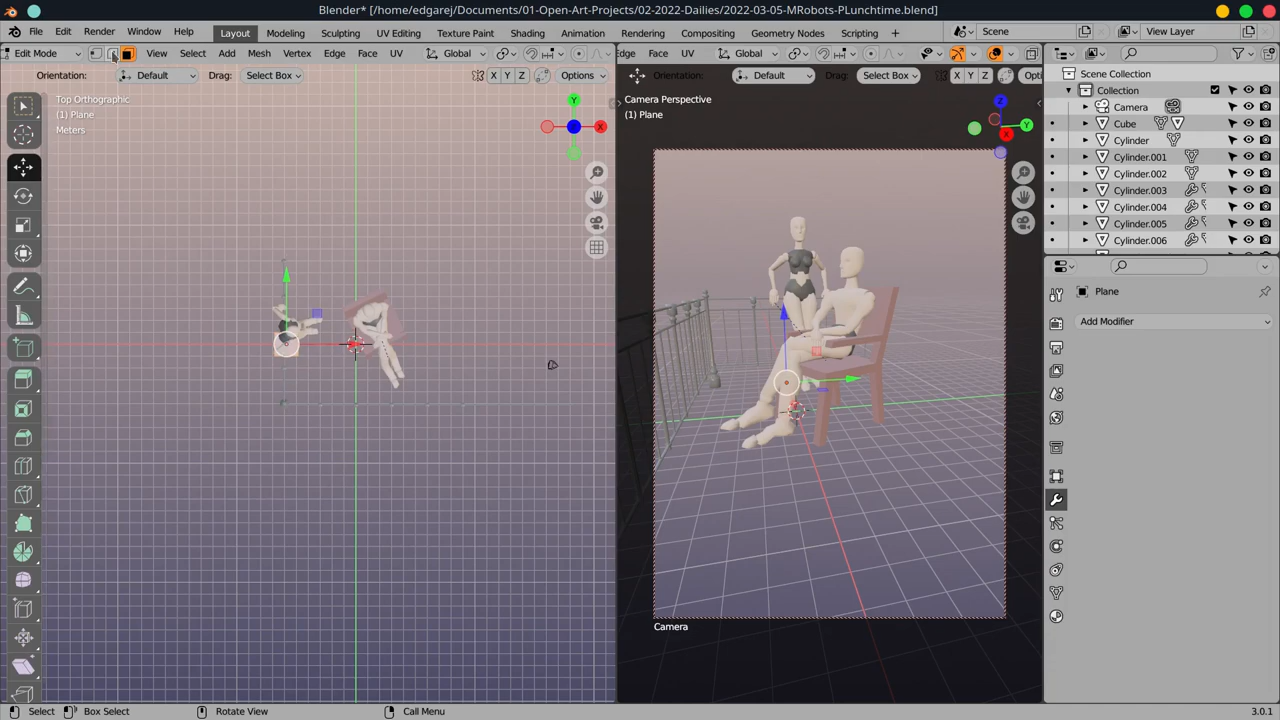 Blender* [/home/edgarej/Documents/01-Open-Art-Projects/02-2022-Dailies/2022-03-05-MRobots-PLunchtime.blend]
File Edit Render Window Help Layout Modeling Sculpting UV Editing Texture Paint Shading Animation Rendering Compositing Geometry Nodes Scripting Scene View Layer
Edit Mode View Select Add Mesh Vertex Edge Face UV Global Edge Face UV Global
Orientation: Default Drag: Select Box X Y Z Options Orientation: Default Drag: Select Box X Y Z Opti
Top Orthographic
(1) Plane
Meters
Y
X
Camera Perspective
(1) Plane
Z
Y
X
Camera
Scene Collection
Collection
Camera
Cube
Cylinder
Cylinder.001
Cylinder.002
Cylinder.003
Cylinder.004
Cylinder.005
Cylinder.006
Plane
Add Modifier
Select Box Select Rotate View Call Menu 3.0.1